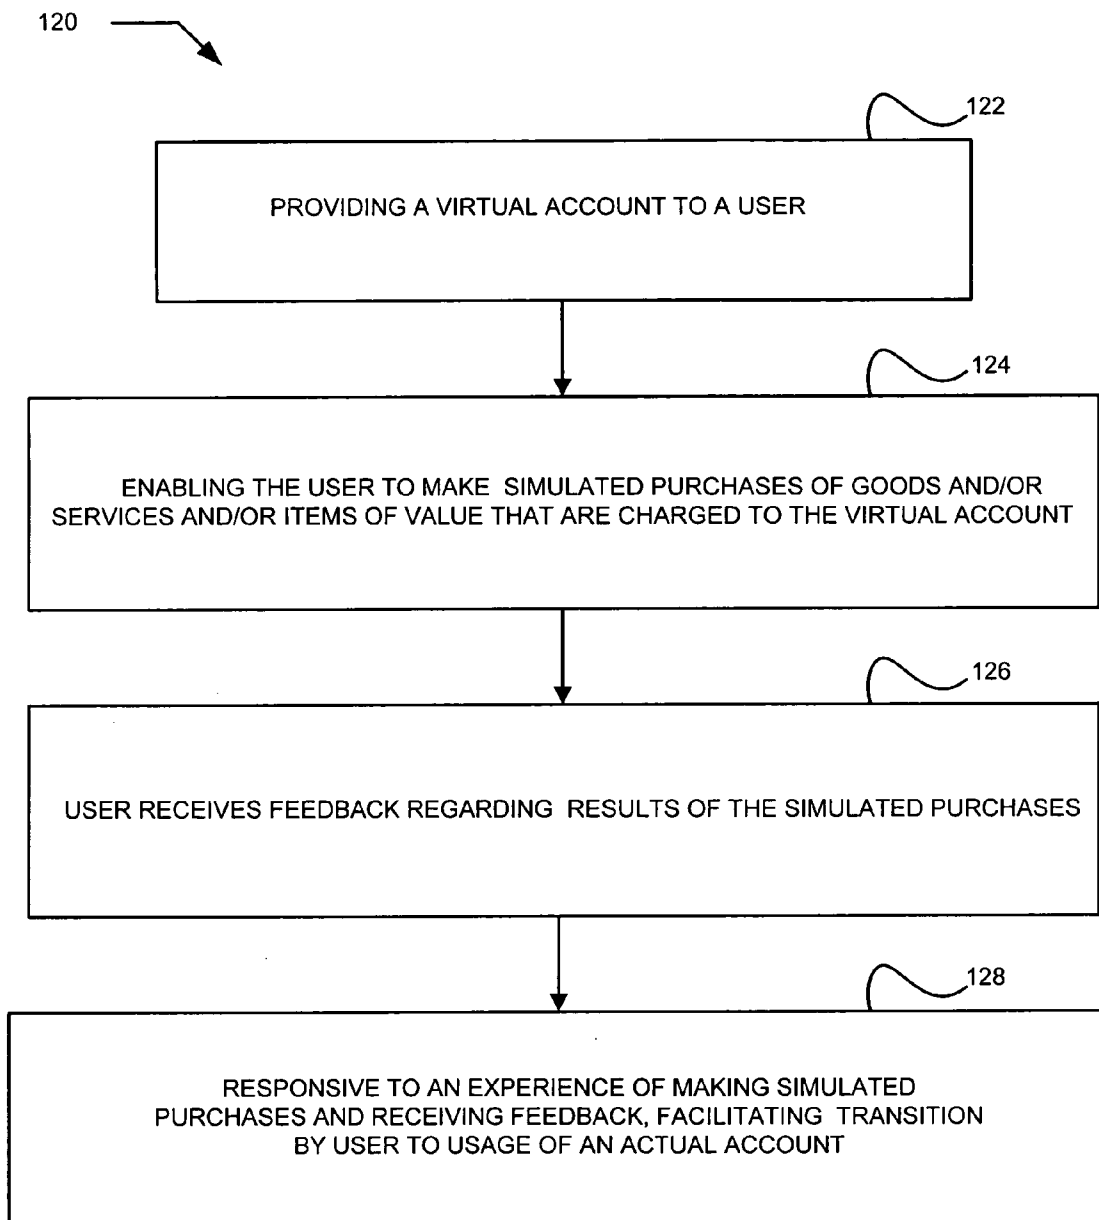 120
122
PROVIDING A VIRTUAL ACCOUNT TO A USER
124
ENABLING THE USER TO MAKE SIMULATED PURCHASES OF GOODS AND/OR
SERVICES AND/OR ITEMS OF VALUE THAT ARE CHARGED TO THE VIRTUAL ACCOUNT
126
USER RECEIVES FEEDBACK REGARDING RESULTS OF THE SIMULATED PURCHASES
128
RESPONSIVE TO AN EXPERIENCE OF MAKING SIMULATED
PURCHASES AND RECEIVING FEEDBACK, FACILITATING TRANSITION
BY USER TO USAGE OF AN ACTUAL ACCOUNT